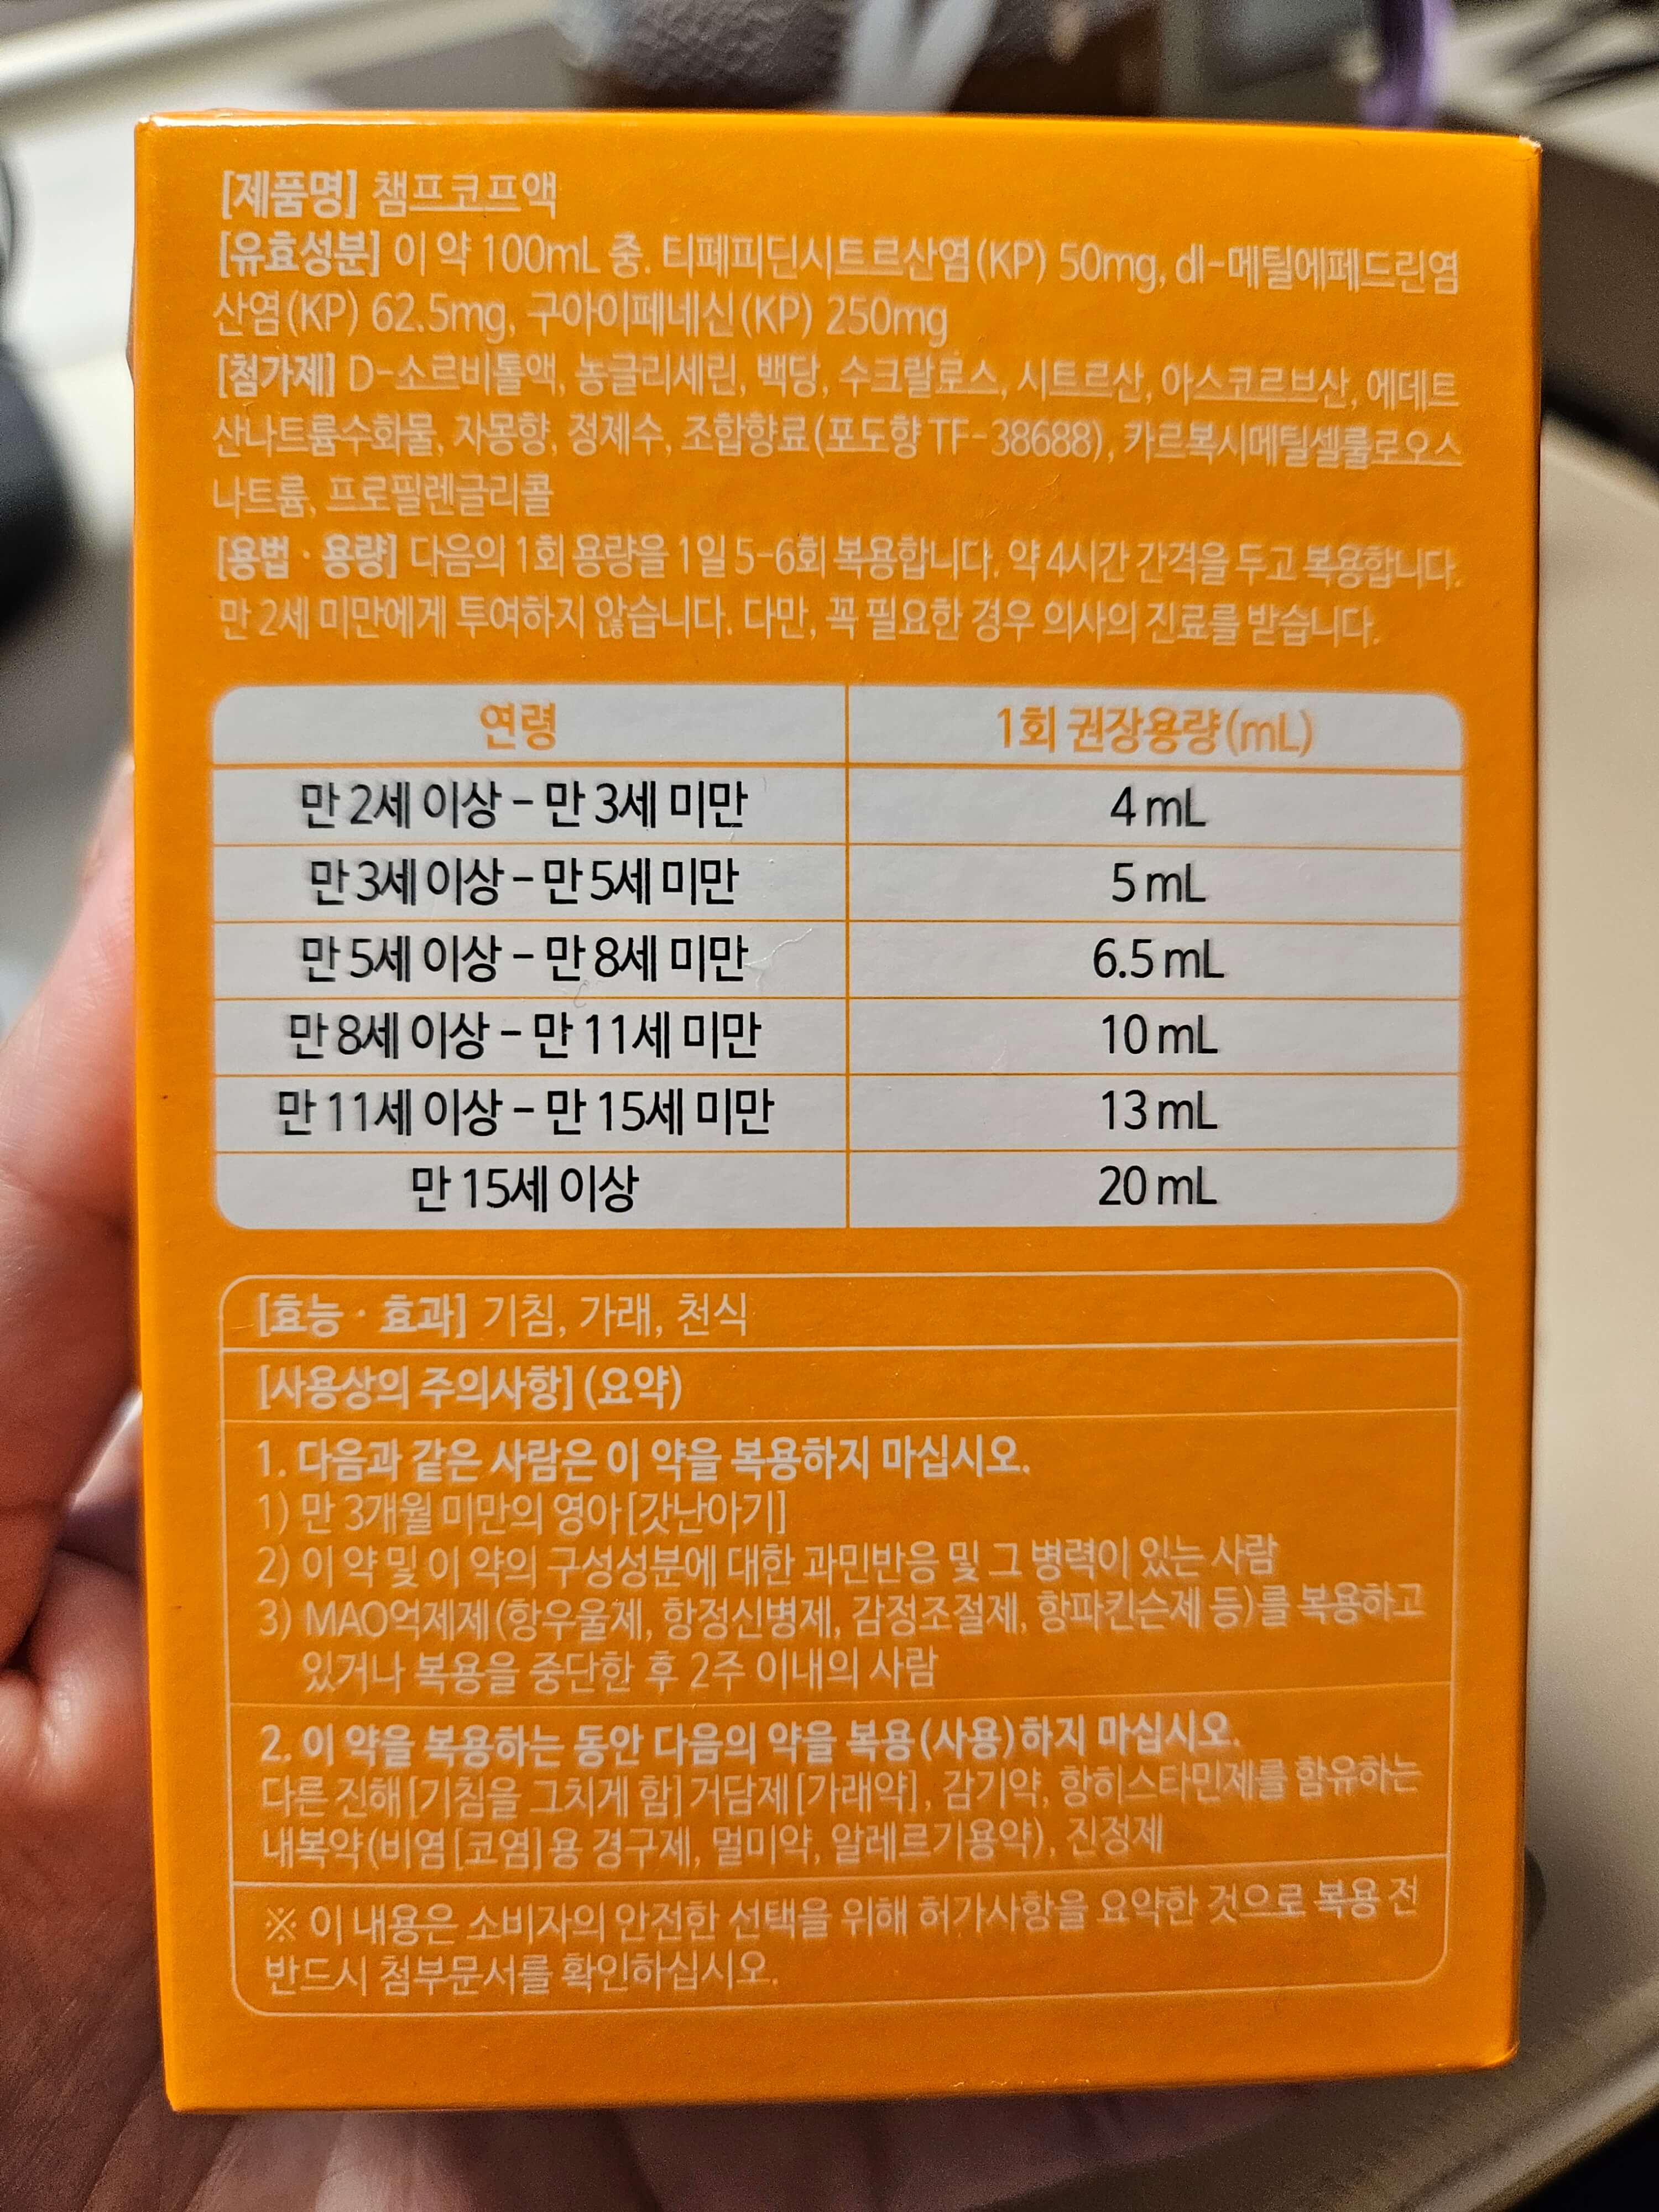 [제품명] 챔프코프액
[유효성분] 이 약 100mL 중. 티페피딘시트르산염(KP) 50mg, dl-메틸에페드린염
산염(KP) 62.5mg, 구아이페네신(KP) 250mg
[첨가제] D-소르비톨액, 농글리세린, 백당, 수크랄로스, 시트르산, 아스코르브산, 에데트
산나트륨수화물, 자몽향, 정제수, 조합향료(포도향 TF-38688), 카르복시메틸셀룰로오스
나트륨, 프로필렌글리콜
[용법 · 용량] 다음의 1회 용량을 1일 5-6회 복용합니다. 약 4시간 간격을 두고 복용합니다.
만 2세 미만에게 투여하지 않습니다. 다만, 꼭 필요한 경우 의사의 진료를 받습니다.
연령 1회 권장용량(mL)
만 2세 이상 - 만 3세 미만 4 mL
만 3세 이상 - 만 5세 미만 5 mL
만 5세 이상 - 만 8세 미만 6.5 mL
만 8세 이상 - 만 11세 미만 10 mL
만 11세 이상 - 만 15세 미만 13 mL
만 15세 이상 20 mL
[효능 · 효과] 기침, 가래, 천식
[사용상의 주의사항] (요약)
1. 다음과 같은 사람은 이 약을 복용하지 마십시오.
1) 만 3개월 미만의 영아[갓난아기]
2) 이 약 및 이 약의 구성성분에 대한 과민반응 및 그 병력이 있는 사람
3) MAO억제제(항우울제, 항정신병제, 감정조절제, 항파킨슨제 등)를 복용하고
있거나 복용을 중단한 후 2주 이내의 사람
2. 이 약을 복용하는 동안 다음의 약을 복용(사용)하지 마십시오.
다른 진해[기침을 그치게 함]거담제[가래약], 감기약, 항히스타민제를 함유하는
내복약(비염[코염]용 경구제, 멀미약, 알레르기용약), 진정제
※ 이 내용은 소비자의 안전한 선택을 위해 허가사항을 요약한 것으로 복용 전
반드시 첨부문서를 확인하십시오.